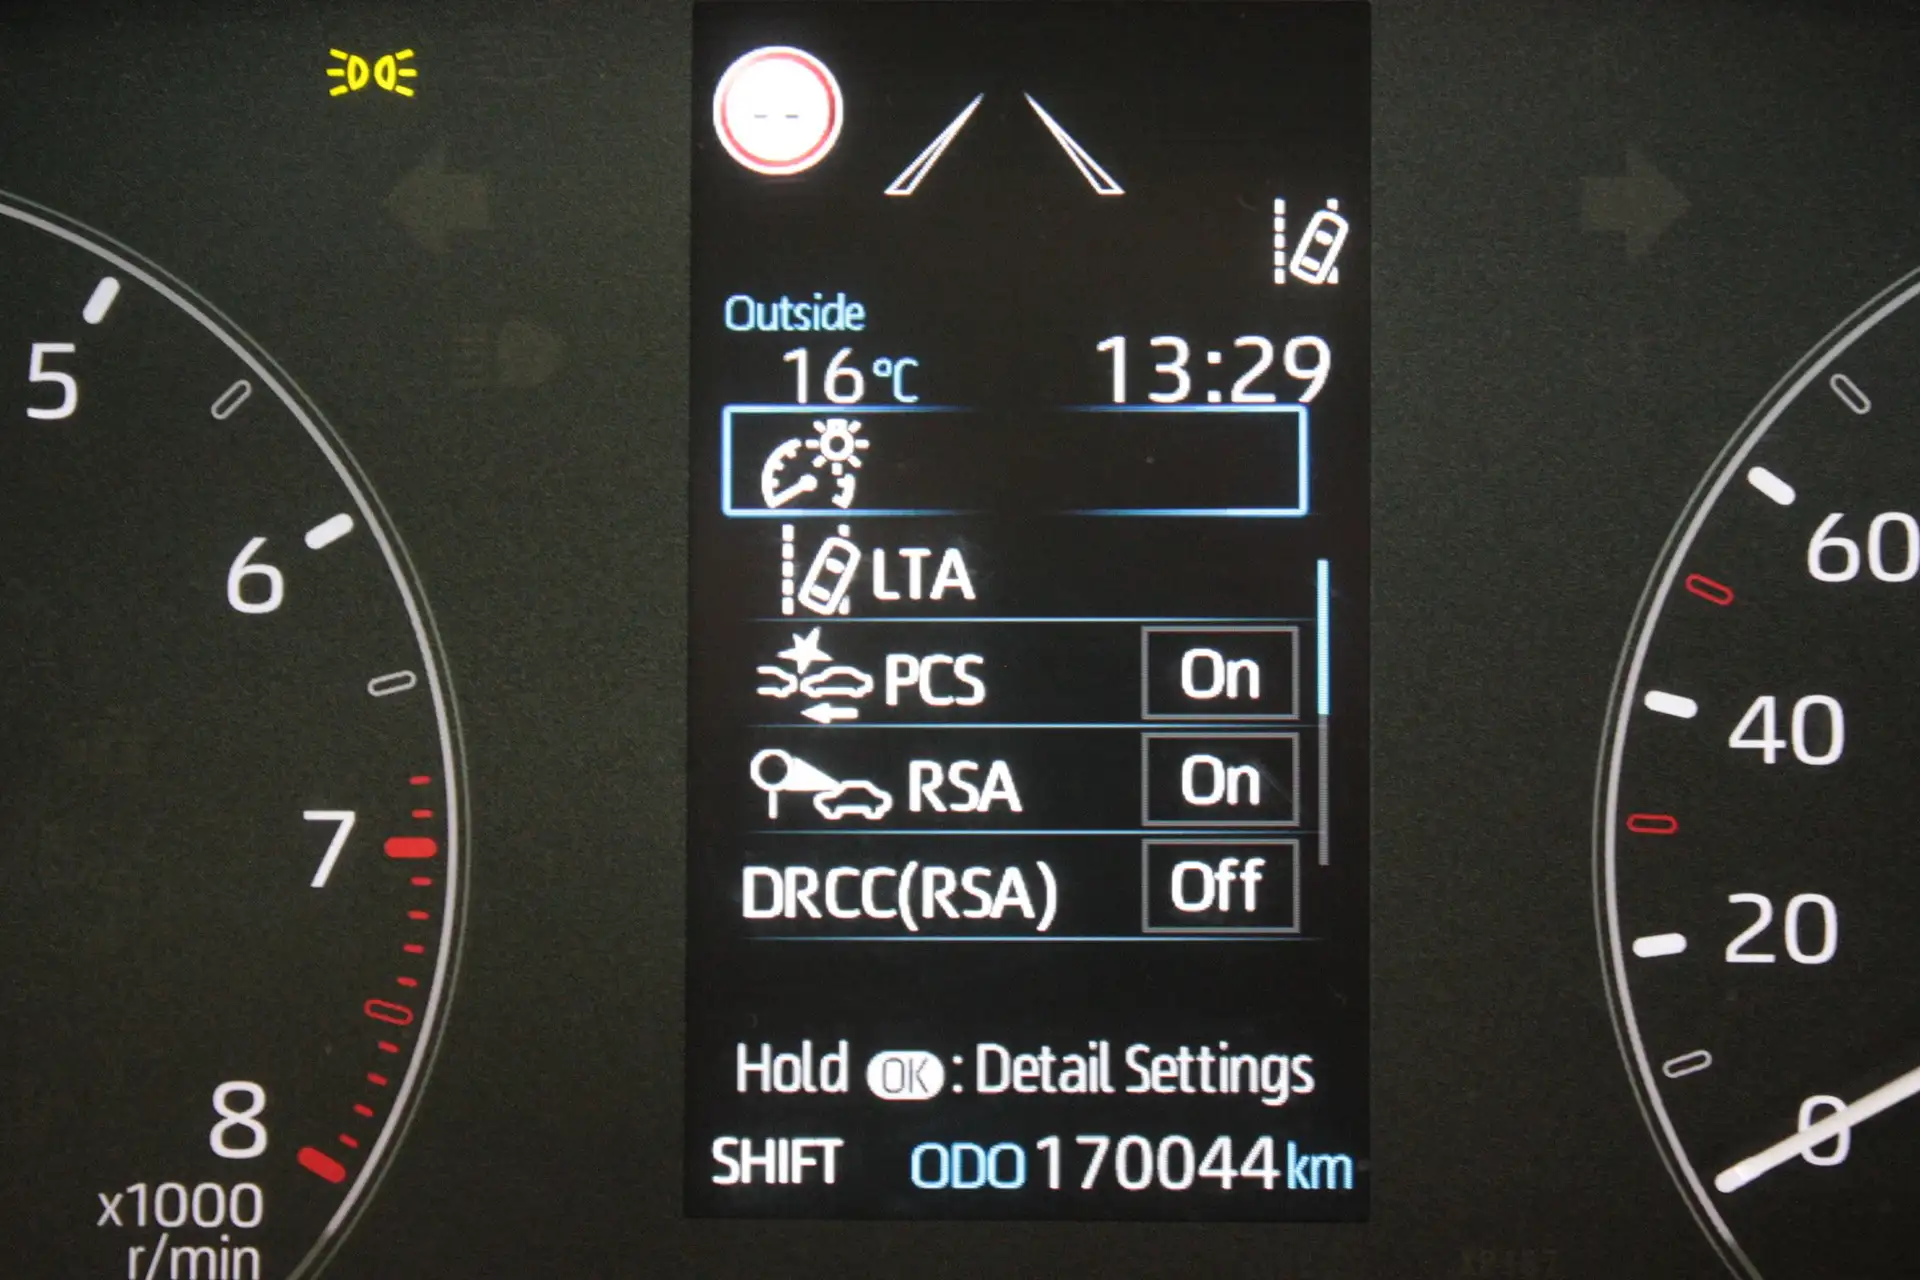 Outside
16°C 13:29
LTA
PCS On
RSA On
DRCC(RSA) Off
Hold OK : Detail Settings
SHIFT ODO 170044 km
5
6
7
8
x1000
r/min
60
40
20
0